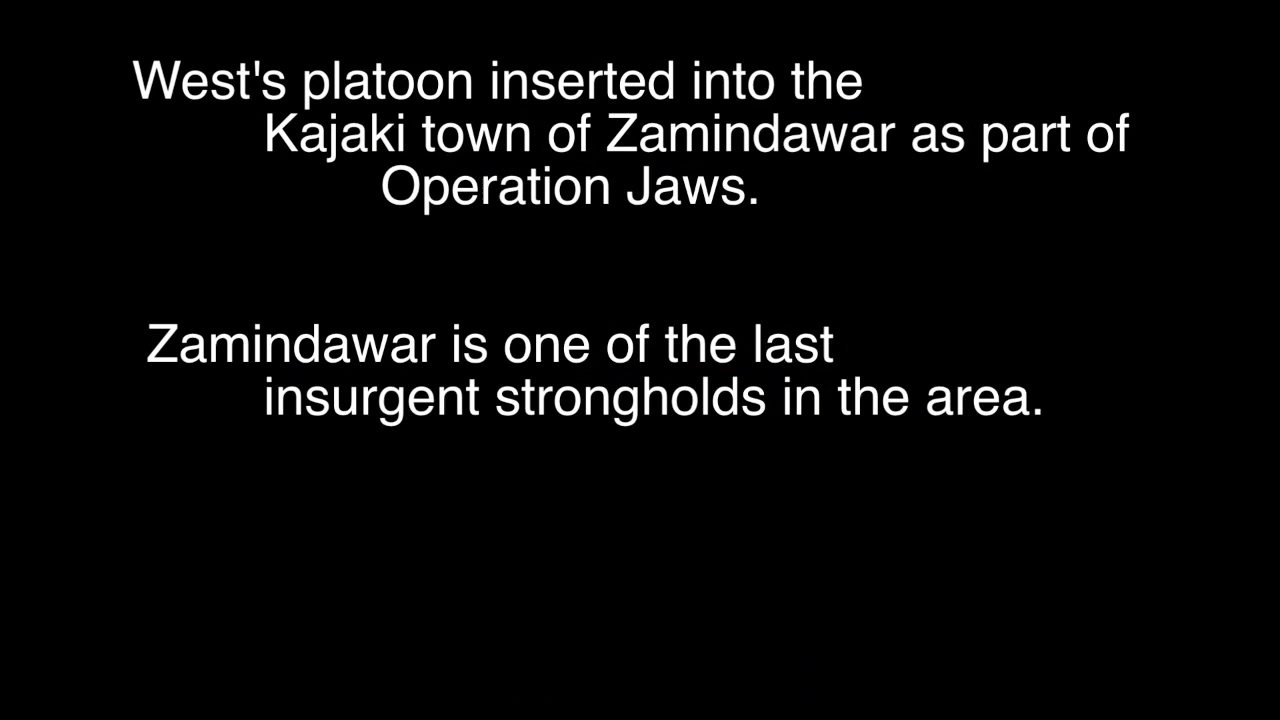 West's platoon inserted into the
Kajaki town of Zamindawar as part of
Operation Jaws.
Zamindawar is one of the last
insurgent strongholds in the area.